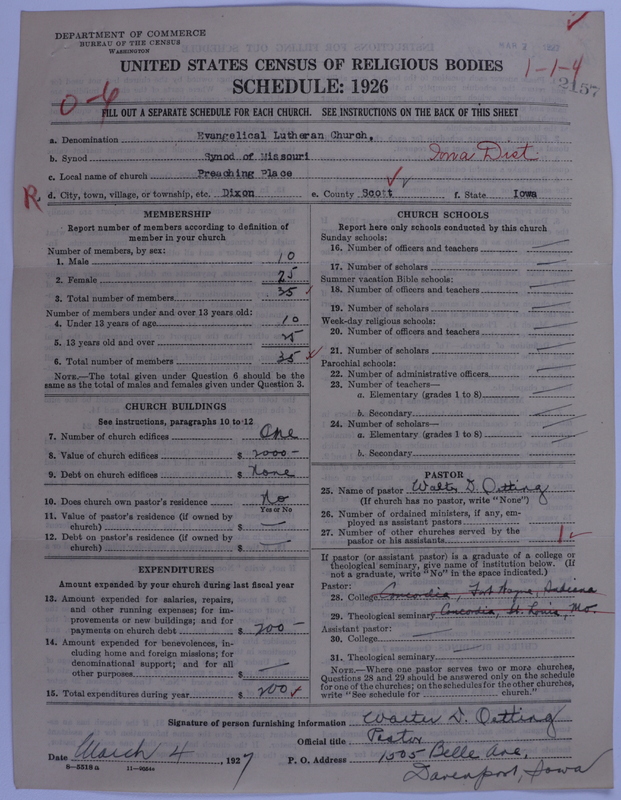 DEPARTMENT OF COMMERCE
BUREAU OF THE CENSUS
WASHINGTON
MAR 7 1927
UNITED STATES CENSUS OF RELIGIOUS BODIES
1-1-4
SCHEDULE: 1926
2157
0-6
FILL OUT A SEPARATE SCHEDULE FOR EACH CHURCH. SEE INSTRUCTIONS ON THE BACK OF THIS SHEET
a. Denomination Evangelical Lutheran Church,
b. Synod Synod of Missouri Iowa Dist
c. Local name of church Preaching Place
R. d. City, town, village, or township, etc. Dixon e. County Scott f. State Iowa
MEMBERSHIP
Report number of members according to definition of
member in your church
Number of members, by sex:
1. Male 10
2. Female 25
3. Total number of members 35
Number of members under and over 13 years old:
4. Under 13 years of age 10
5. 13 years old and over 25
6. Total number of members 35
NOTE.—The total given under Question 6 should be the
same as the total of males and females given under Question 3.
CHURCH BUILDINGS
See instructions, paragraphs 10 to 12
7. Number of church edifices One
8. Value of church edifices $ 2000-
9. Debt on church edifices $ None
10. Does church own pastor's residence No
Yes or No
11. Value of pastor's residence (if owned by
church) $ —
12. Debt on pastor's residence (if owned by
church) $ —
EXPENDITURES
Amount expended by your church during last fiscal year
13. Amount expended for salaries, repairs,
and other running expenses; for im-
provements or new buildings; and for
payments on church debt $ 200-
14. Amount expended for benevolences, in-
cluding home and foreign missions; for
denominational support; and for all
other purposes $ —
15. Total expenditures during year $ 200
CHURCH SCHOOLS
Report here only schools conducted by this church
Sunday schools:
16. Number of officers and teachers
17. Number of scholars
Summer vacation Bible schools:
18. Number of officers and teachers
19. Number of scholars
Week-day religious schools:
20. Number of officers and teachers
21. Number of scholars
Parochial schools:
22. Number of administrative officers
23. Number of teachers—
a. Elementary (grades 1 to 8)
b. Secondary
24. Number of scholars—
a. Elementary (grades 1 to 8)
b. Secondary
PASTOR
25. Name of pastor Walter D. Oetting
(If church has no pastor, write "None")
26. Number of ordained ministers, if any, em-
ployed as assistant pastors
27. Number of other churches served by the
pastor or his assistants 1
If pastor (or assistant pastor) is a graduate of a college or
theological seminary, give name of institution below. (If
not a graduate, write "No" in the space indicated.)
Pastor:
28. College Concordia, Fort Wayne, Indiana
29. Theological seminary Concordia, St. Louis, Mo.
Assistant pastor:
30. College
31. Theological seminary
NOTE.—Where one pastor serves two or more churches,
Questions 28 and 29 should be answered only on the schedule
for one of the churches; on the schedules for the other churches,
write "See schedule for church."
Signature of person furnishing information Walter D. Oetting
Official title Pastor
Date March 4, 1927 P. O. Address 1505 Belle Ave,
Davenport, Iowa